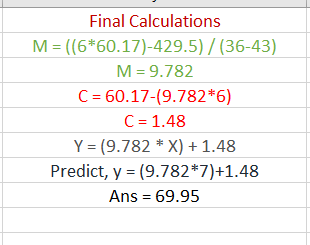 Final Calculations
M = ((6*60.17)-429.5) / (36-43)
M = 9.782
C = 60.17-(9.782*6)
C = 1.48
Y = (9.782 * X) + 1.48
Predict, y = (9.782*7)+1.48
Ans = 69.95